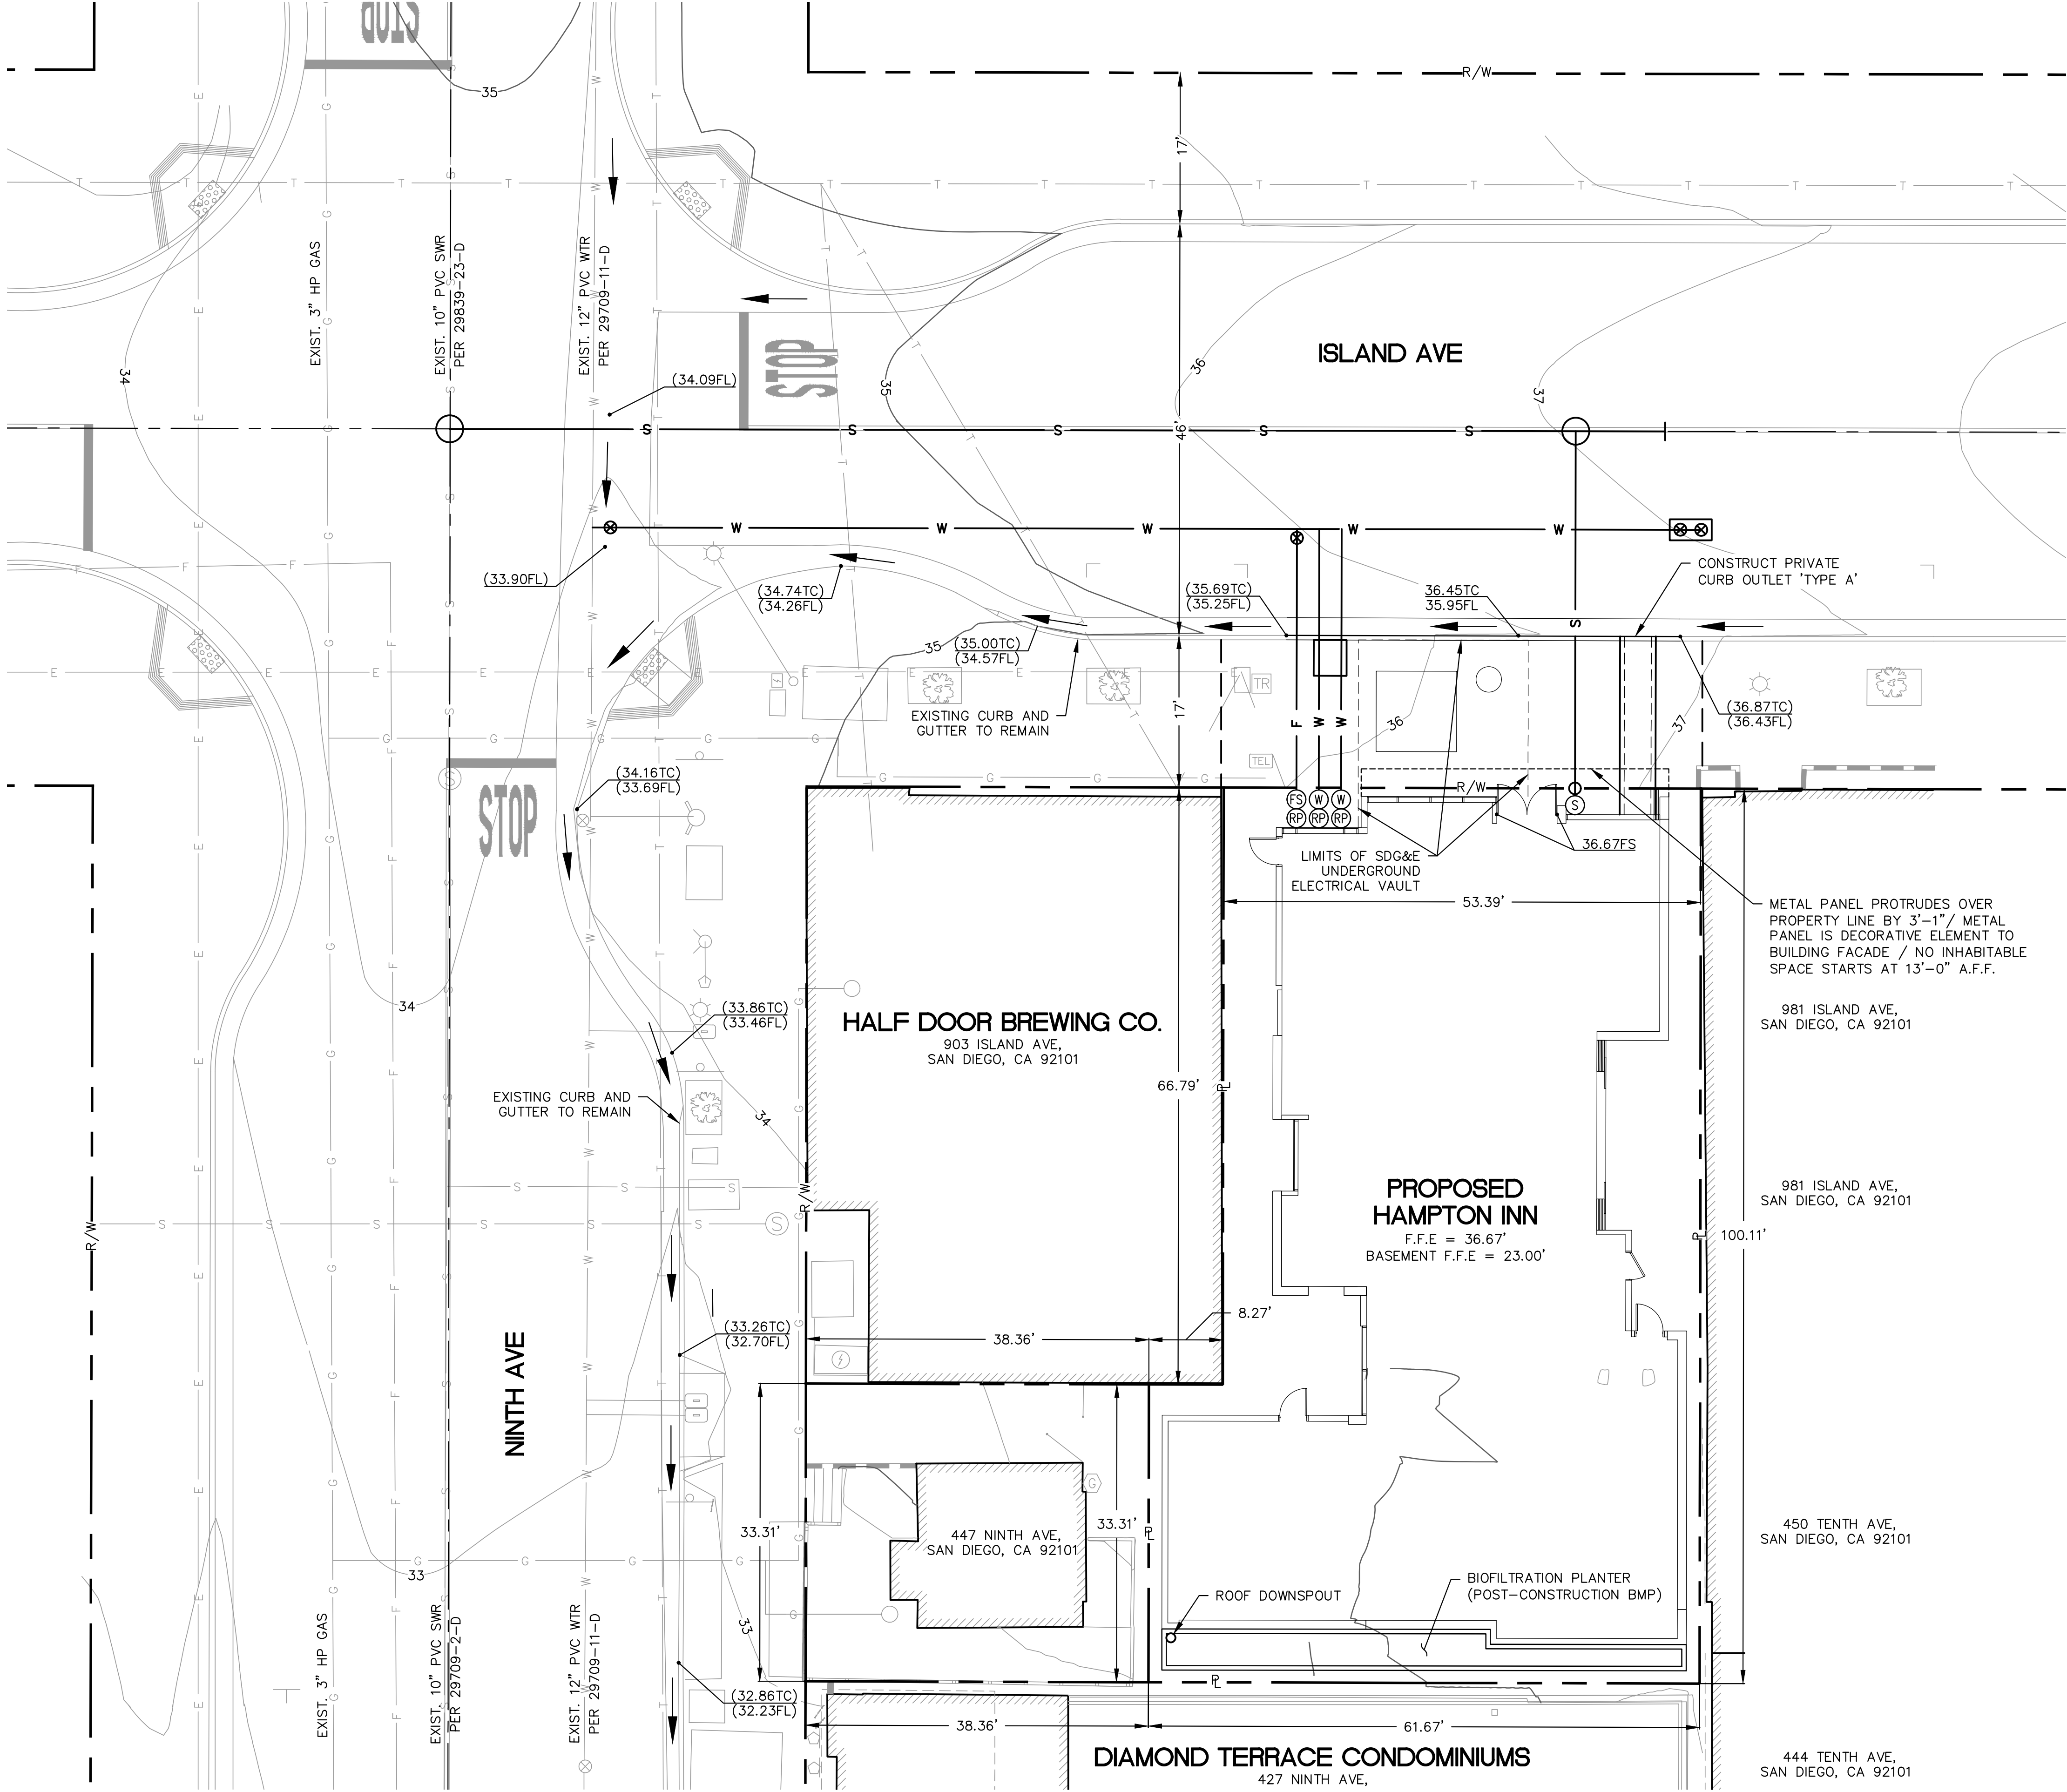 STOP
35
R/W
17'
EXIST. 3" HP GAS
EXIST. 10" PVC SWR
PER 29839-23-D
EXIST. 12" PVC WTR
PER 29709-11-D
34
STOP
(34.09FL)
35
36
ISLAND AVE
37
46'
(33.90FL)
(34.74TC)
(34.26FL)
(35.69TC)
(35.25FL)
36.45TC
35.95FL
CONSTRUCT PRIVATE
CURB OUTLET 'TYPE A'
35
(35.00TC)
(34.57FL)
EXISTING CURB AND
GUTTER TO REMAIN
17'
TR
TEL
36
37
(36.87TC)
(36.43FL)
R/W
(34.16TC)
(33.69FL)
STOP
FS
W
W
RP
RP
RP
S
36.67FS
LIMITS OF SDG&E
UNDERGROUND
ELECTRICAL VAULT
53.39'
METAL PANEL PROTRUDES OVER
PROPERTY LINE BY 3'-1"/ METAL
PANEL IS DECORATIVE ELEMENT TO
BUILDING FACADE / NO INHABITABLE
SPACE STARTS AT 13'-0" A.F.F.
34
(33.86TC)
(33.46FL)
HALF DOOR BREWING CO.
903 ISLAND AVE,
SAN DIEGO, CA 92101
981 ISLAND AVE,
SAN DIEGO, CA 92101
66.79'
PL
EXISTING CURB AND
GUTTER TO REMAIN
34
R/W
R/W
S
PROPOSED
HAMPTON INN
F.F.E = 36.67'
BASEMENT F.F.E = 23.00'
981 ISLAND AVE,
SAN DIEGO, CA 92101
PL
100.11'
(33.26TC)
(32.70FL)
38.36'
8.27'
NINTH AVE
33.31'
33.31'
PL
G
447 NINTH AVE,
SAN DIEGO, CA 92101
450 TENTH AVE,
SAN DIEGO, CA 92101
33
33
EXIST. 3" HP GAS
EXIST. 10" PVC SWR
PER 29709-2-D
EXIST. 12" PVC WTR
PER 29709-11-D
ROOF DOWNSPOUT
BIOFILTRATION PLANTER
(POST-CONSTRUCTION BMP)
PL
(32.86TC)
(32.23FL)
38.36'
61.67'
DIAMOND TERRACE CONDOMINIUMS
427 NINTH AVE,
444 TENTH AVE,
SAN DIEGO, CA 92101